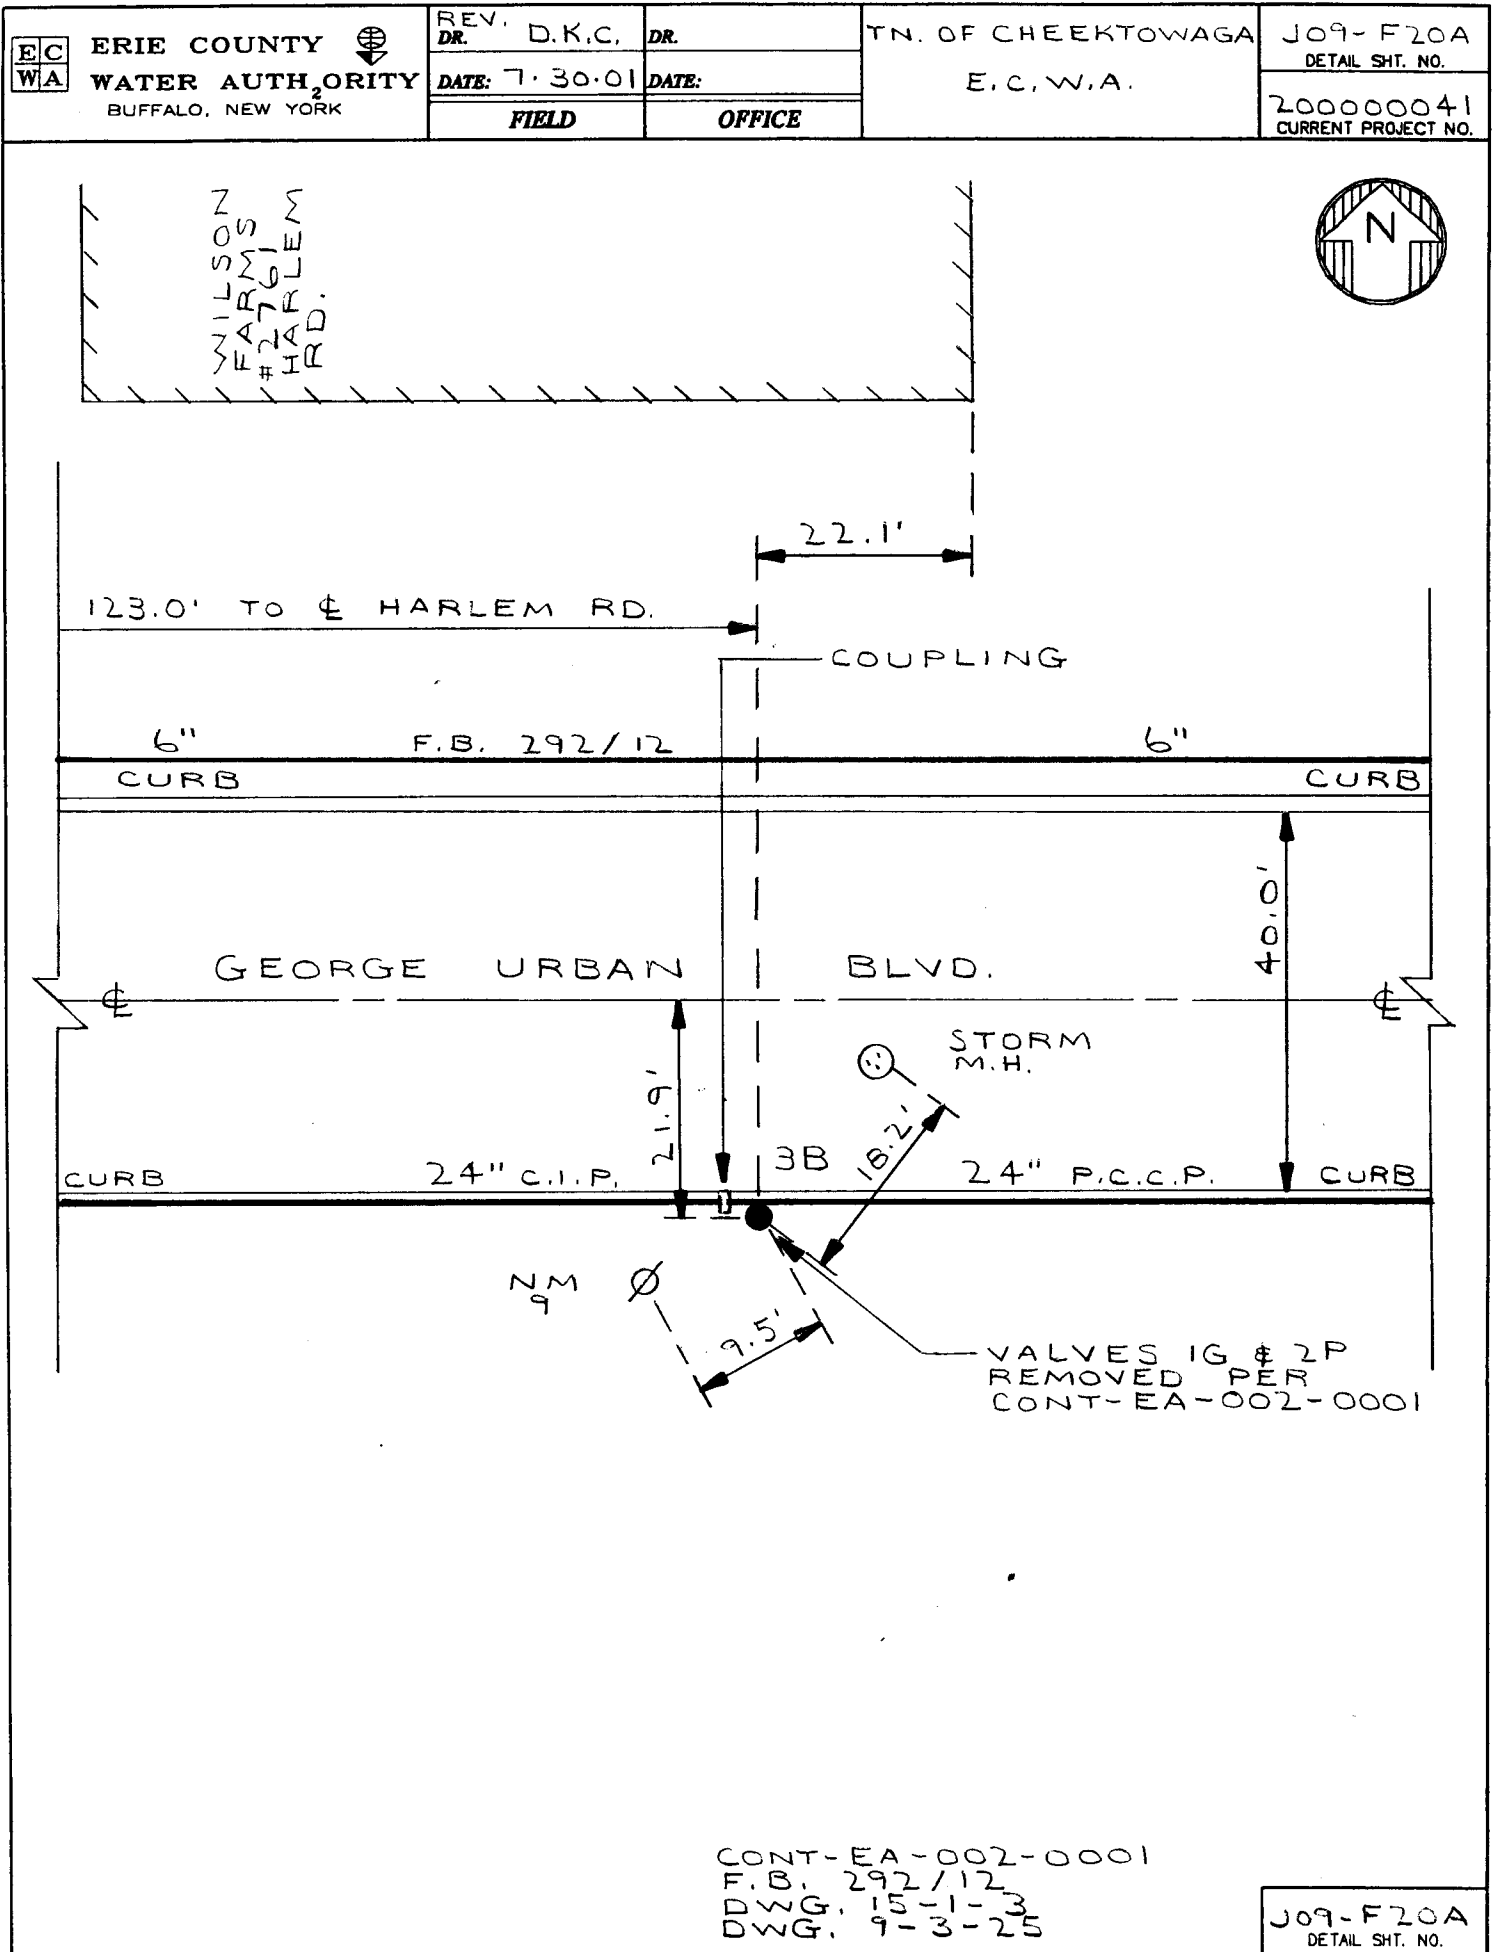 EC
WA
ERIE COUNTY
WATER AUTH₂ORITY
BUFFALO, NEW YORK
REV.
DR. D.K.C.
DATE: 7·30·01
FIELD
DR.
DATE:
OFFICE
TN. OF CHEEKTOWAGA
E.C.W.A.
J09-F20A
DETAIL SHT. NO.
200000041
CURRENT PROJECT NO.
WILSON
FARMS
#2761
HARLEM
RD.
N
22.1'
123.0' TO ℄ HARLEM RD.
COUPLING
6" F.B. 292/12 6"
CURB CURB
40.0'
GEORGE URBAN BLVD.
℄ ℄
STORM
M.H.
21.9'
18.2'
3B
CURB 24" C.I.P. 24" P.C.C.P. CURB
NM
9
9.5'
VALVES 1G & 2P
REMOVED PER
CONT-EA-002-0001
CONT-EA-002-0001
F.B. 292/12
DWG. 15-1-3
DWG. 9-3-25
J09-F20A
DETAIL SHT. NO.